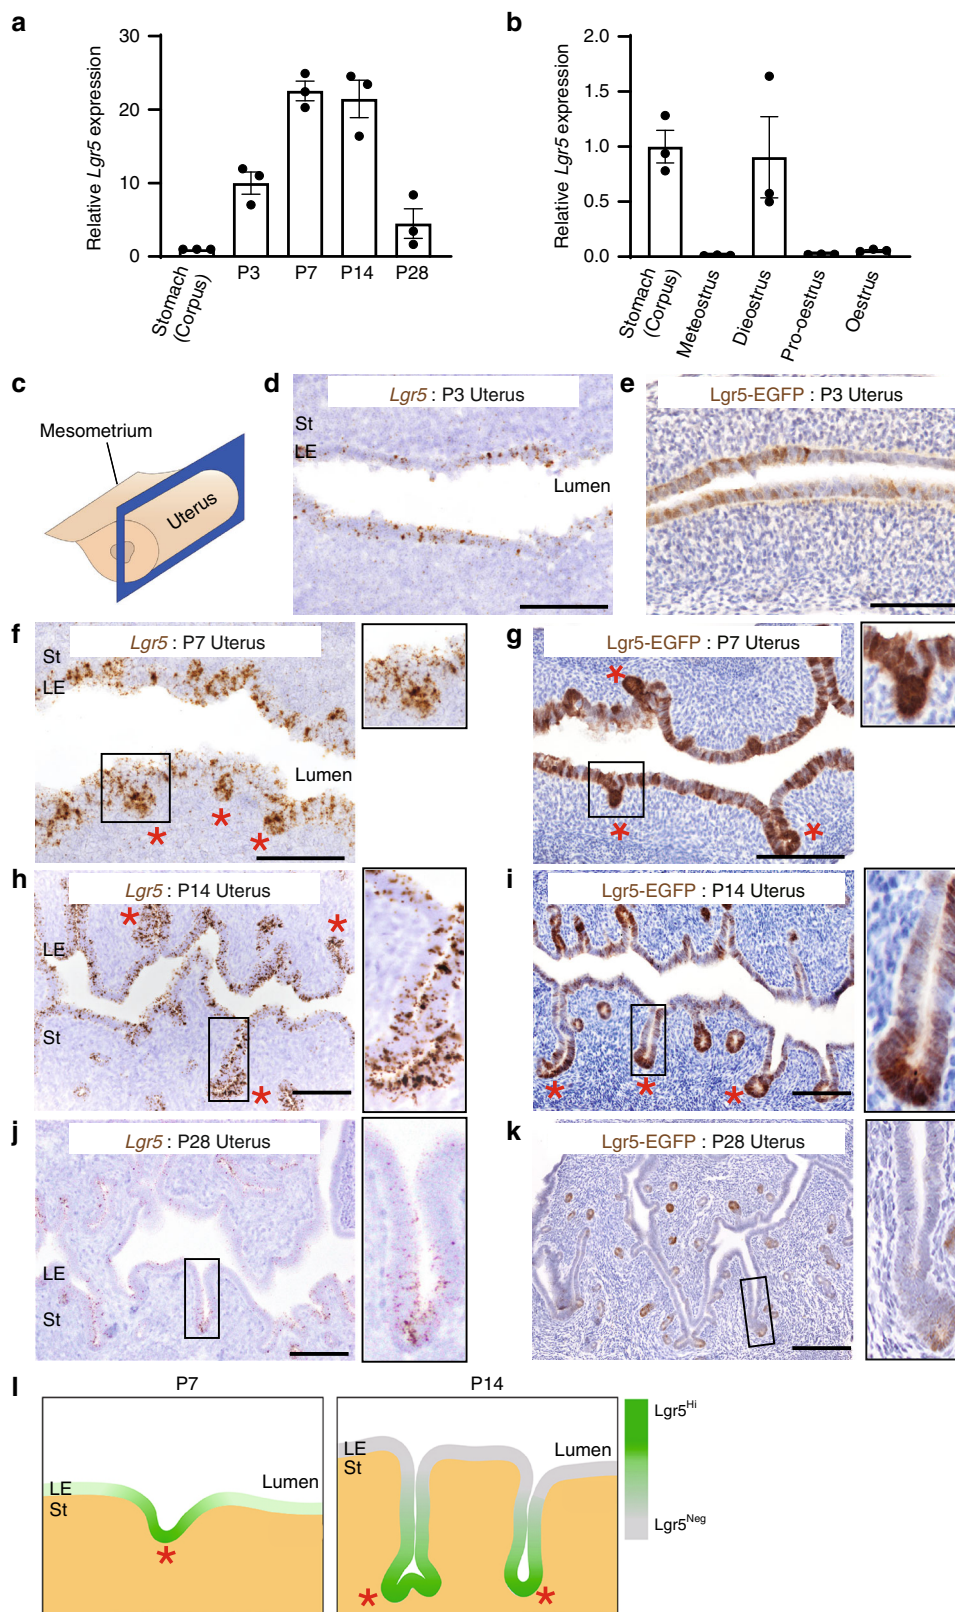 a
30
20
10
0
Relative Lgr5 expression
Stomach
(Corpus)
P3
P7
P14
P28
b
2.0
1.5
1.0
0.5
0.0
Relative Lgr5 expression
Stomach
(Corpus)
Meteostrus
Dieostrus
Pro-oestrus
Oestrus
c
Mesometrium
Uterus
d
Lgr5 : P3 Uterus
St
LE
Lumen
e
Lgr5-EGFP : P3 Uterus
f
Lgr5 : P7 Uterus
St
LE
Lumen
g
Lgr5-EGFP : P7 Uterus
h
Lgr5 : P14 Uterus
LE
St
i
Lgr5-EGFP : P14 Uterus
j
Lgr5 : P28 Uterus
LE
St
k
Lgr5-EGFP : P28 Uterus
l
P7
LE
St
Lumen
P14
LE
St
Lumen
Lgr5Hi
Lgr5Neg